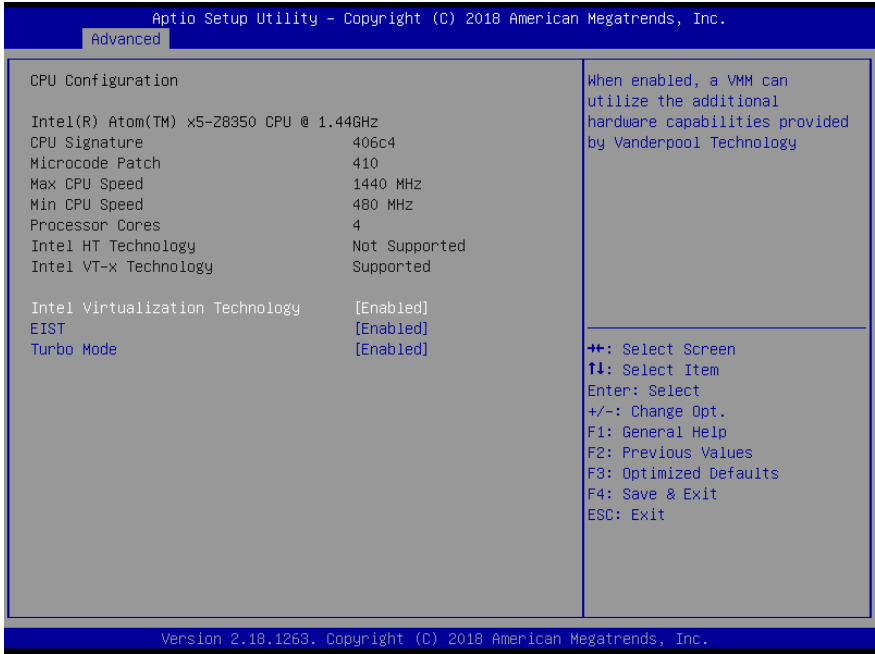 Aptio Setup Utility – Copyright (C) 2018 American Megatrends, Inc.
Advanced
CPU Configuration
Intel(R) Atom(TM) x5-Z8350 CPU @ 1.44GHz
CPU Signature 406c4
Microcode Patch 410
Max CPU Speed 1440 MHz
Min CPU Speed 480 MHz
Processor Cores 4
Intel HT Technology Not Supported
Intel VT-x Technology Supported
Intel Virtualization Technology [Enabled]
EIST [Enabled]
Turbo Mode [Enabled]
When enabled, a VMM can
utilize the additional
hardware capabilities provided
by Vanderpool Technology
→←: Select Screen
↑↓: Select Item
Enter: Select
+/-: Change Opt.
F1: General Help
F2: Previous Values
F3: Optimized Defaults
F4: Save & Exit
ESC: Exit
Version 2.18.1263. Copyright (C) 2018 American Megatrends, Inc.